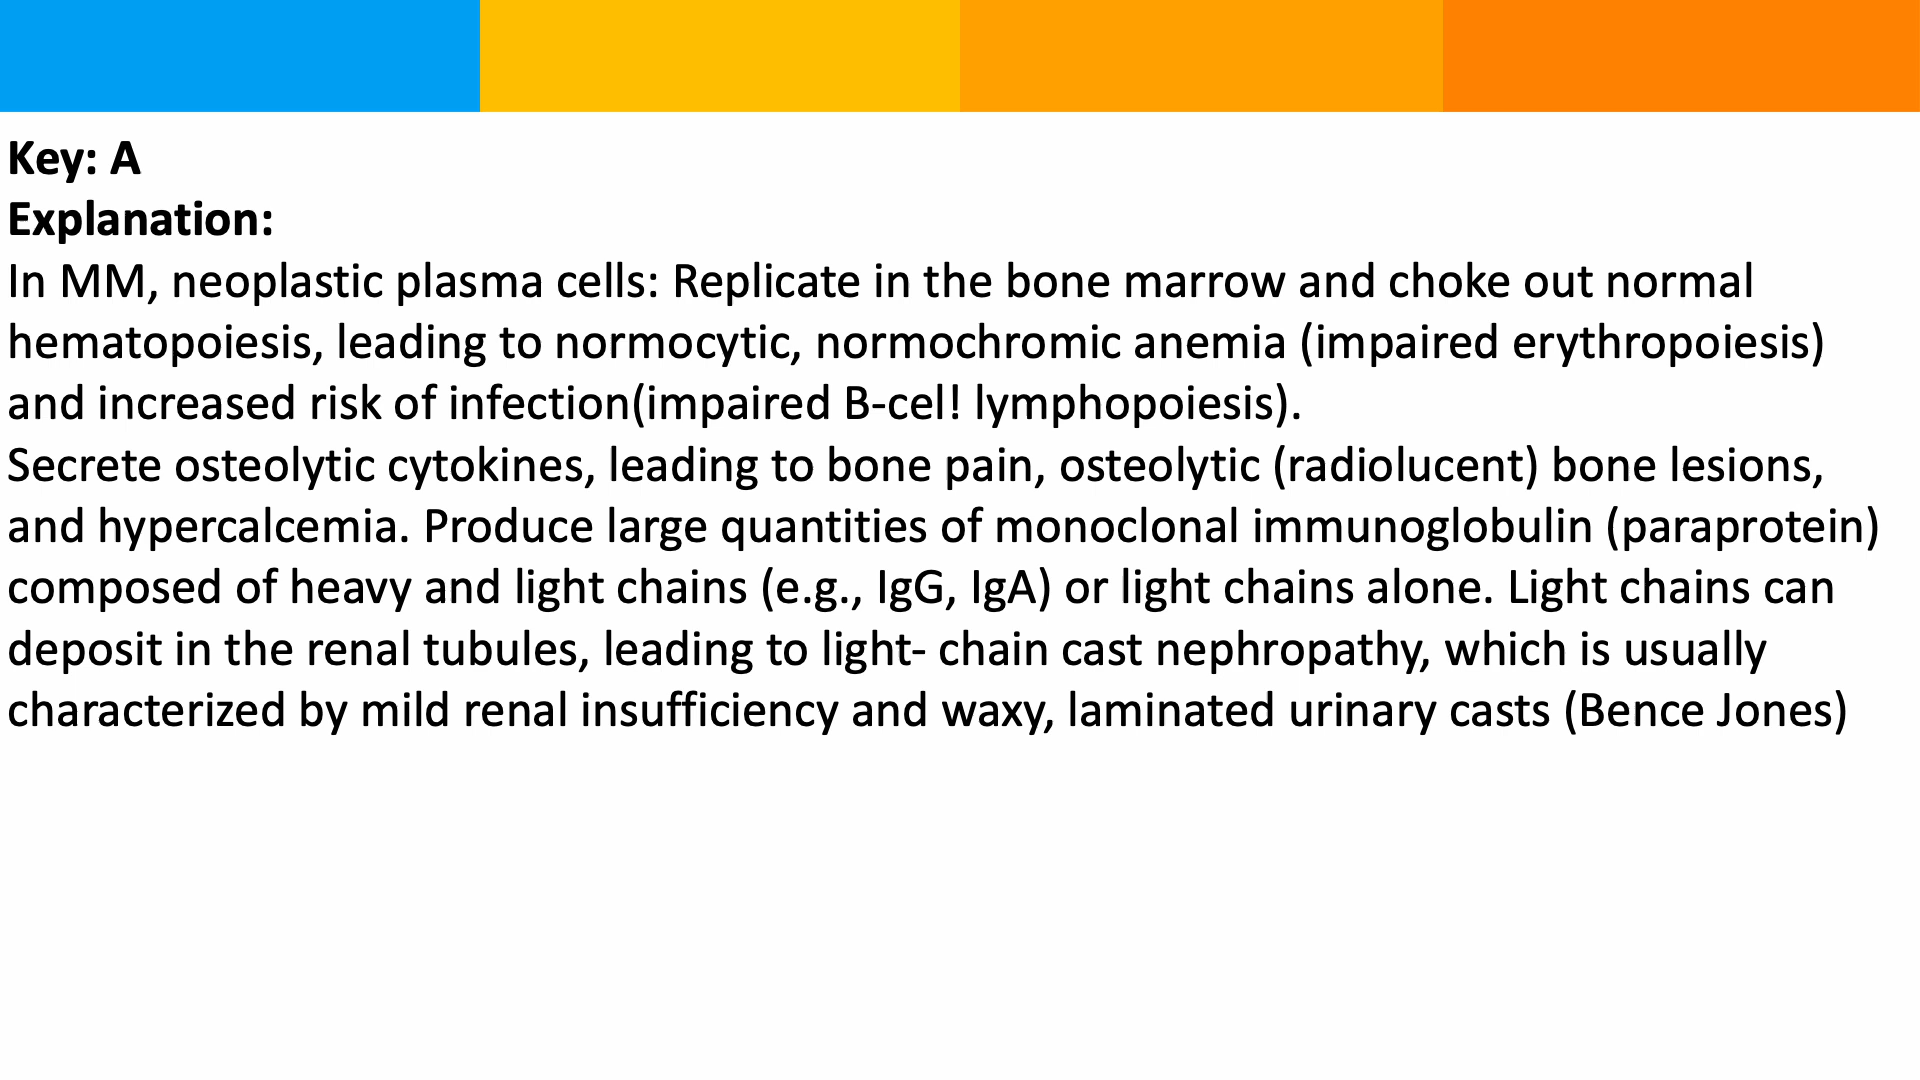 Key: A
Explanation:
In MM, neoplastic plasma cells: Replicate in the bone marrow and choke out normal
hematopoiesis, leading to normocytic, normochromic anemia (impaired erythropoiesis)
and increased risk of infection(impaired B-cel! lymphopoiesis).
Secrete osteolytic cytokines, leading to bone pain, osteolytic (radiolucent) bone lesions,
and hypercalcemia. Produce large quantities of monoclonal immunoglobulin (paraprotein)
composed of heavy and light chains (e.g., IgG, IgA) or light chains alone. Light chains can
deposit in the renal tubules, leading to light- chain cast nephropathy, which is usually
characterized by mild renal insufficiency and waxy, laminated urinary casts (Bence Jones)